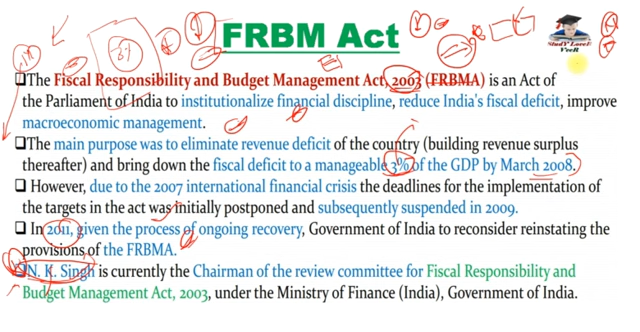 FRBM Act
StudY LoveR
VeeR
The Fiscal Responsibility and Budget Management Act, 2003 (FRBMA) is an Act of
the Parliament of India to institutionalize financial discipline, reduce India's fiscal deficit, improve
macroeconomic management.
The main purpose was to eliminate revenue deficit of the country (building revenue surplus
thereafter) and bring down the fiscal deficit to a manageable 3% of the GDP by March 2008.
However, due to the 2007 international financial crisis the deadlines for the implementation of
the targets in the act was initially postponed and subsequently suspended in 2009.
In 2011, given the process of ongoing recovery, Government of India to reconsider reinstating the
provisions of the FRBMA.
N. K. Singh is currently the Chairman of the review committee for Fiscal Responsibility and
Budget Management Act, 2003, under the Ministry of Finance (India), Government of India.